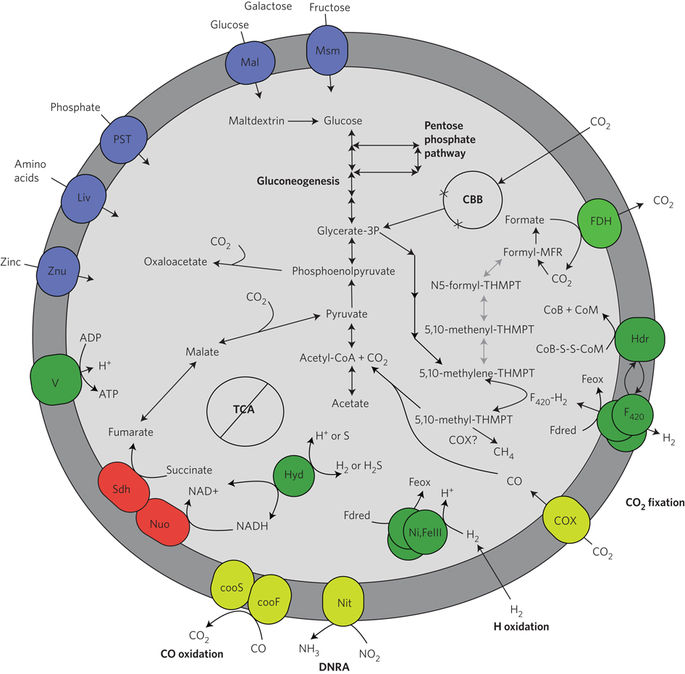 Galactose
Fructose
Glucose
Mal
Msm
Phosphate
PST
Maltdextrin
Glucose
Pentose
phosphate
pathway
CO2
Amino
acids
Liv
Gluconeogenesis
CBB
Glycerate-3P
Formate
FDH
CO2
Formyl-MFR
CO2
Zinc
Znu
CO2
Oxaloacetate
Phosphoenolpyruvate
N5-formyl-THMPT
CO2
Pyruvate
5,10-methenyl-THMPT
CoB + CoM
Hdr
CoB-S-S-CoM
ADP
H+
ATP
V
Malate
Acetyl-CoA + CO2
5,10-methylene-THMPT
Feox
F420-H2
Fdred
F420
H2
TCA
Acetate
5,10-methyl-THMPT
COX?
CH4
Fumarate
H+ or S
H2 or H2S
Hyd
Succinate
Sdh
NAD+
Nuo
NADH
CO
CO2 fixation
COX
CO2
Feox
H+
Fdred
Ni,FeIII
H2
H2
H oxidation
cooS
cooF
Nit
CO2
CO
CO oxidation
NH3
NO2
DNRA